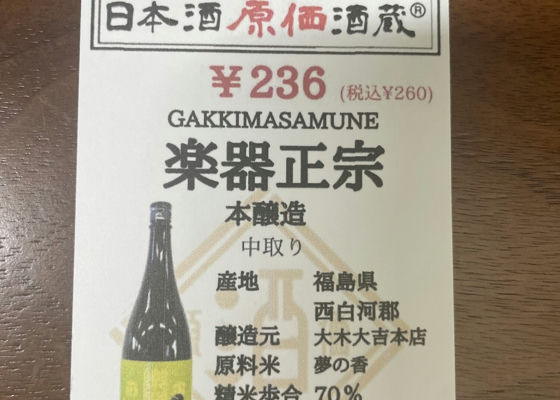 日本酒原価酒蔵®
￥236 (税込¥260)
GAKKIMASAMUNE
楽器正宗
本醸造
中取り
産地 福島県
西白河郡
醸造元 大木大吉本店
原料米 夢の香
精米歩合 70%